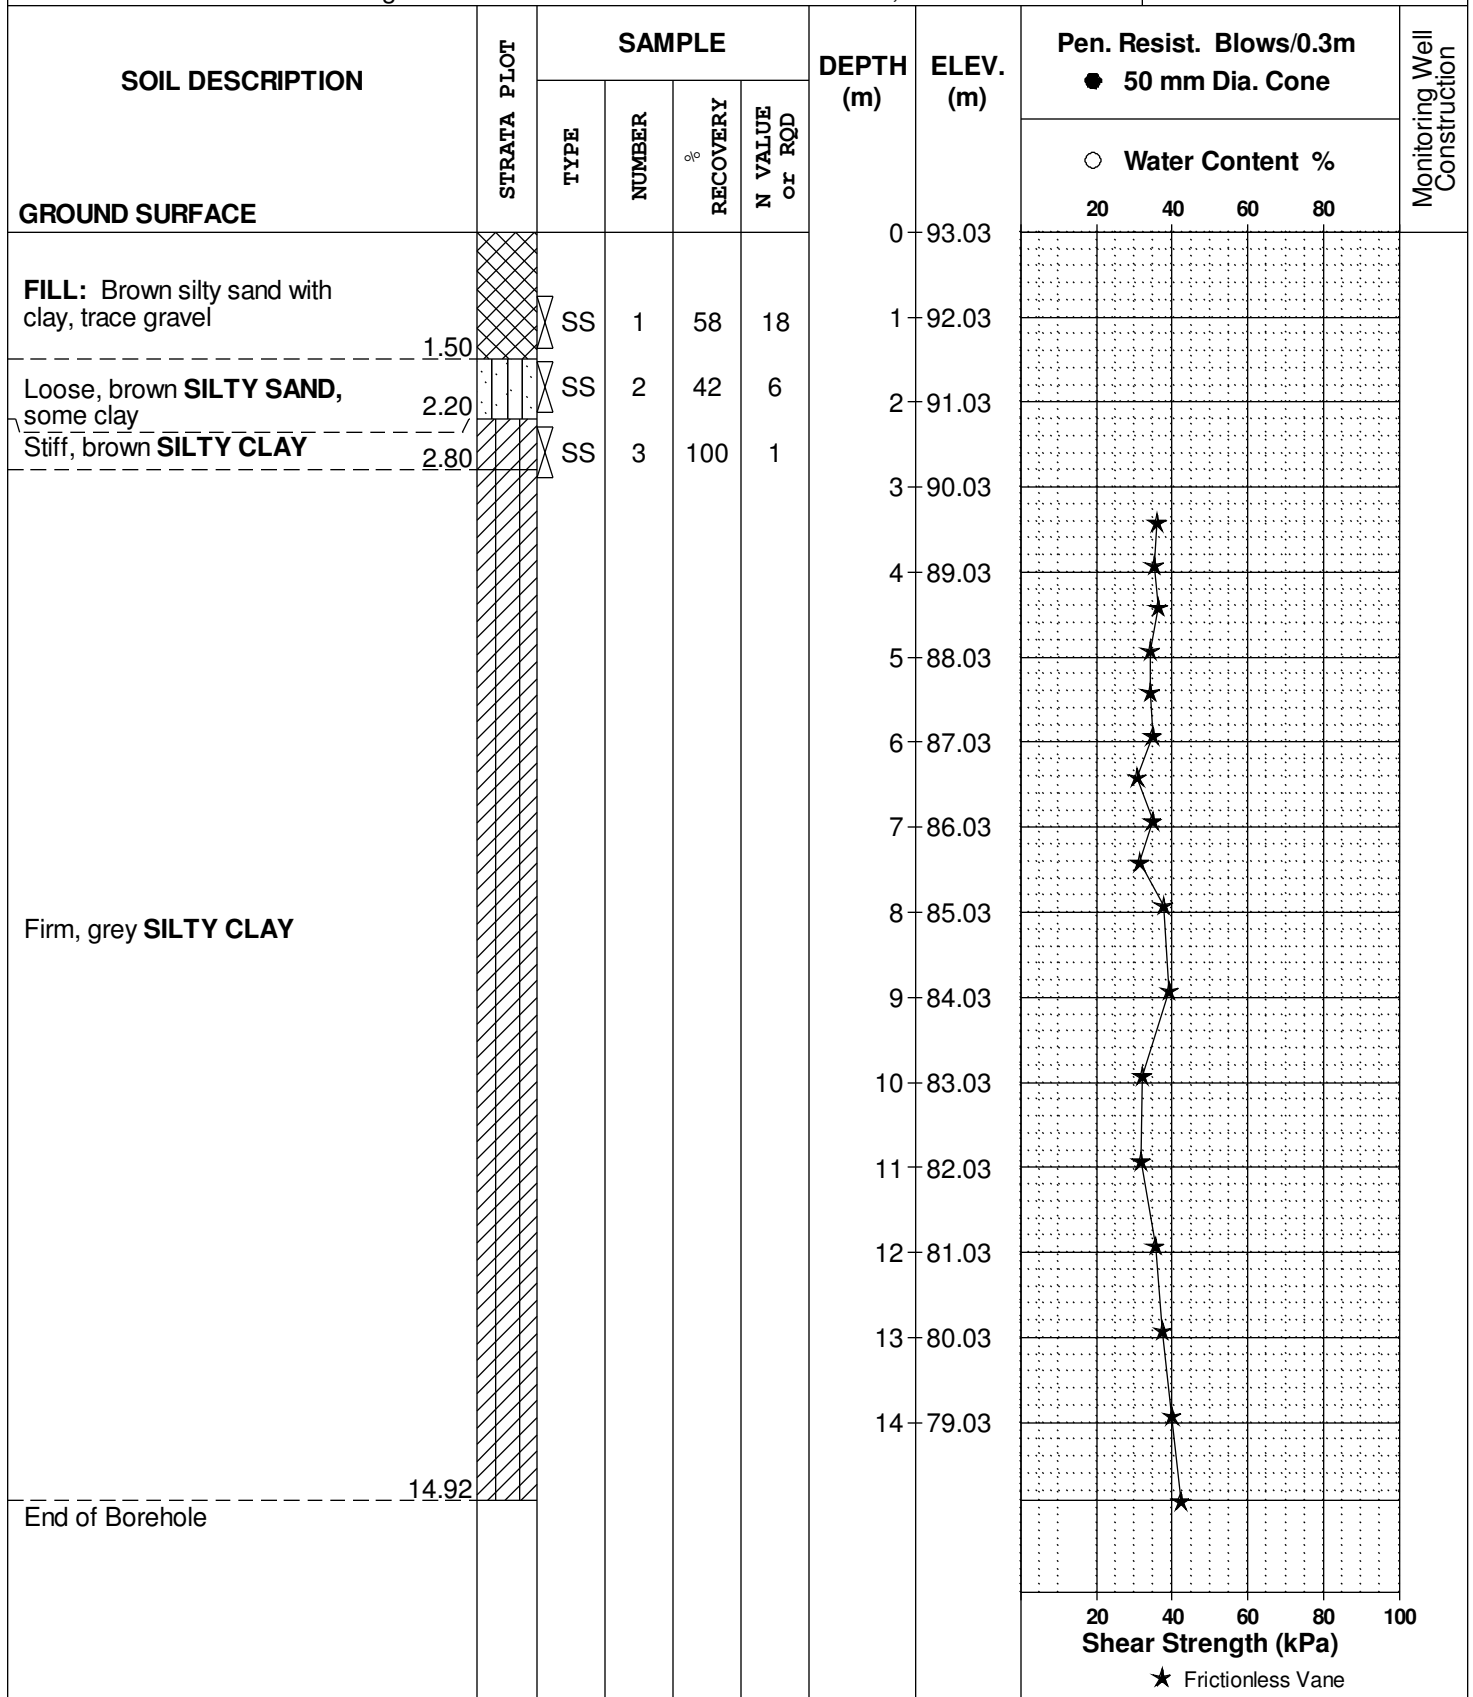 SOIL DESCRIPTION
GROUND SURFACE
STRATA PLOT
SAMPLE
TYPE
NUMBER
%
RECOVERY
N VALUE
or RQD
DEPTH
(m)
ELEV.
(m)
Pen. Resist. Blows/0.3m
● 50 mm Dia. Cone
○ Water Content %
20 40 60 80
Monitoring Well
Construction
0 93.03
FILL: Brown silty sand with
clay, trace gravel
1.50
SS 1 58 18
1 92.03
Loose, brown SILTY SAND,
some clay
2.20
SS 2 42 6
2 91.03
Stiff, brown SILTY CLAY
2.80
SS 3 100 1
3 90.03
4 89.03
5 88.03
6 87.03
7 86.03
8 85.03
Firm, grey SILTY CLAY
9 84.03
10 83.03
11 82.03
12 81.03
13 80.03
14 79.03
14.92
End of Borehole
20 40 60 80 100
Shear Strength (kPa)
★ Frictionless Vane